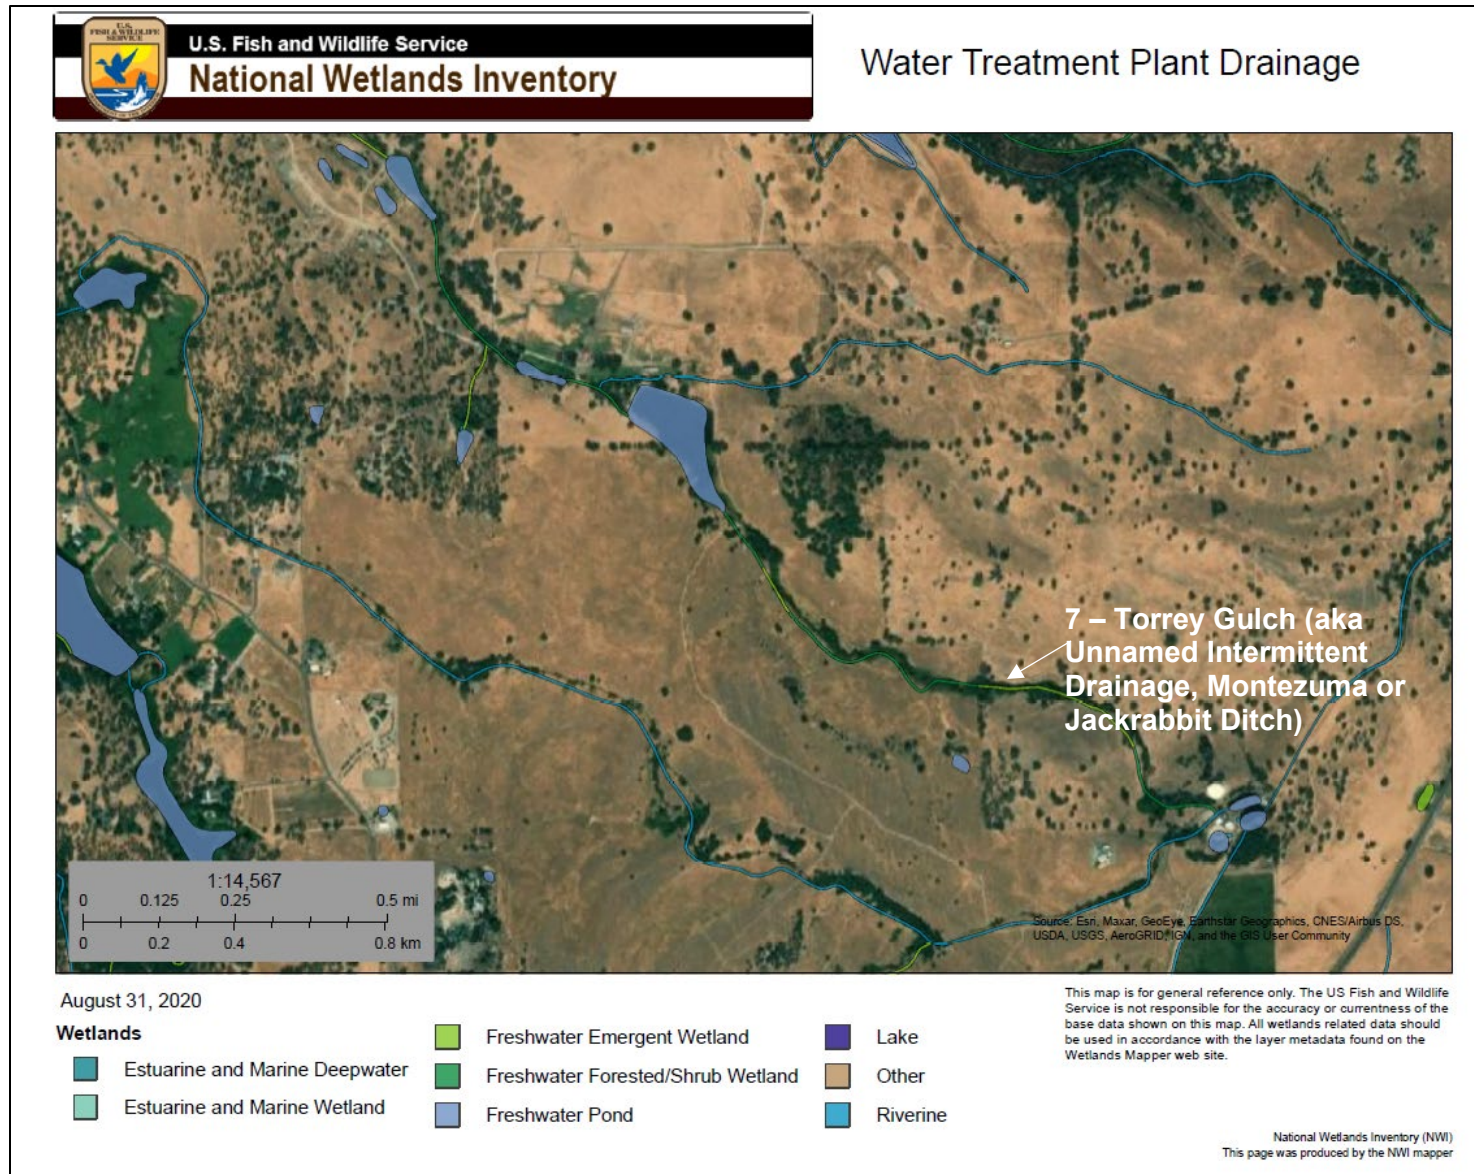 U.S.
FISH & WILDLIFE
SERVICE
U.S. Fish and Wildlife Service
National Wetlands Inventory
Water Treatment Plant Drainage
7 – Torrey Gulch (aka
Unnamed Intermittent
Drainage, Montezuma or
Jackrabbit Ditch)
1:14,567
0 0.125 0.25 0.5 mi
0 0.2 0.4 0.8 km
Source: Esri, Maxar, GeoEye, Earthstar Geographics, CNES/Airbus DS,
USDA, USGS, AeroGRID, IGN, and the GIS User Community
August 31, 2020
Wetlands
Estuarine and Marine Deepwater
Estuarine and Marine Wetland
Freshwater Emergent Wetland
Freshwater Forested/Shrub Wetland
Freshwater Pond
Lake
Other
Riverine
This map is for general reference only. The US Fish and Wildlife
Service is not responsible for the accuracy or currentness of the
base data shown on this map. All wetlands related data should
be used in accordance with the layer metadata found on the
Wetlands Mapper web site.
National Wetlands Inventory (NWI)
This page was produced by the NWI mapper